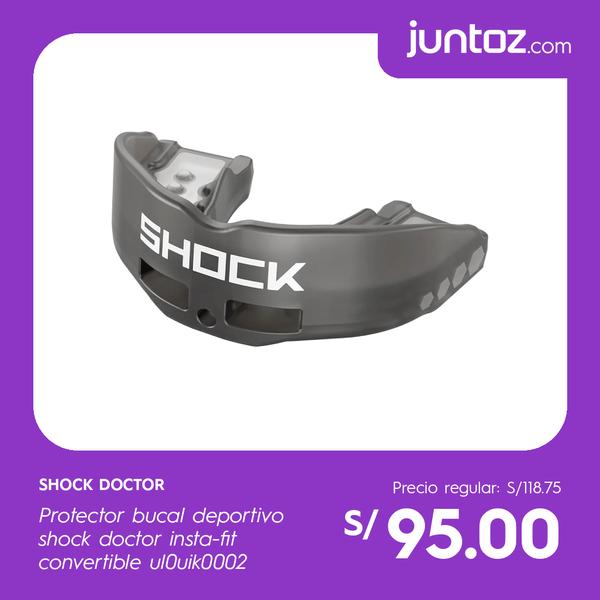 juntoz.com
SHOCK
SHOCK DOCTOR
Protector bucal deportivo
shock doctor insta-fit
convertible ul0uik0002
Precio regular: S/118.75
S/ 95.00